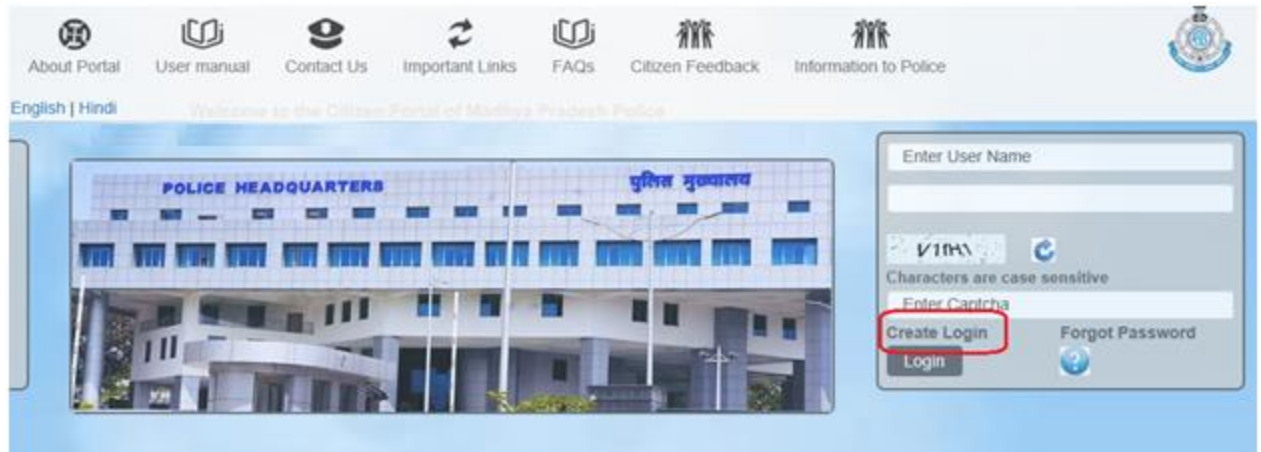 About Portal User manual Contact Us Important Links FAQs Citizen Feedback Information to Police
English | Hindi Welcome to the Citizen Portal of Madhya Pradesh Police
POLICE HEADQUARTERS पुलिस मुख्यालय
Enter User Name
Characters are case sensitive
Enter Captcha
Create Login Forgot Password
Login